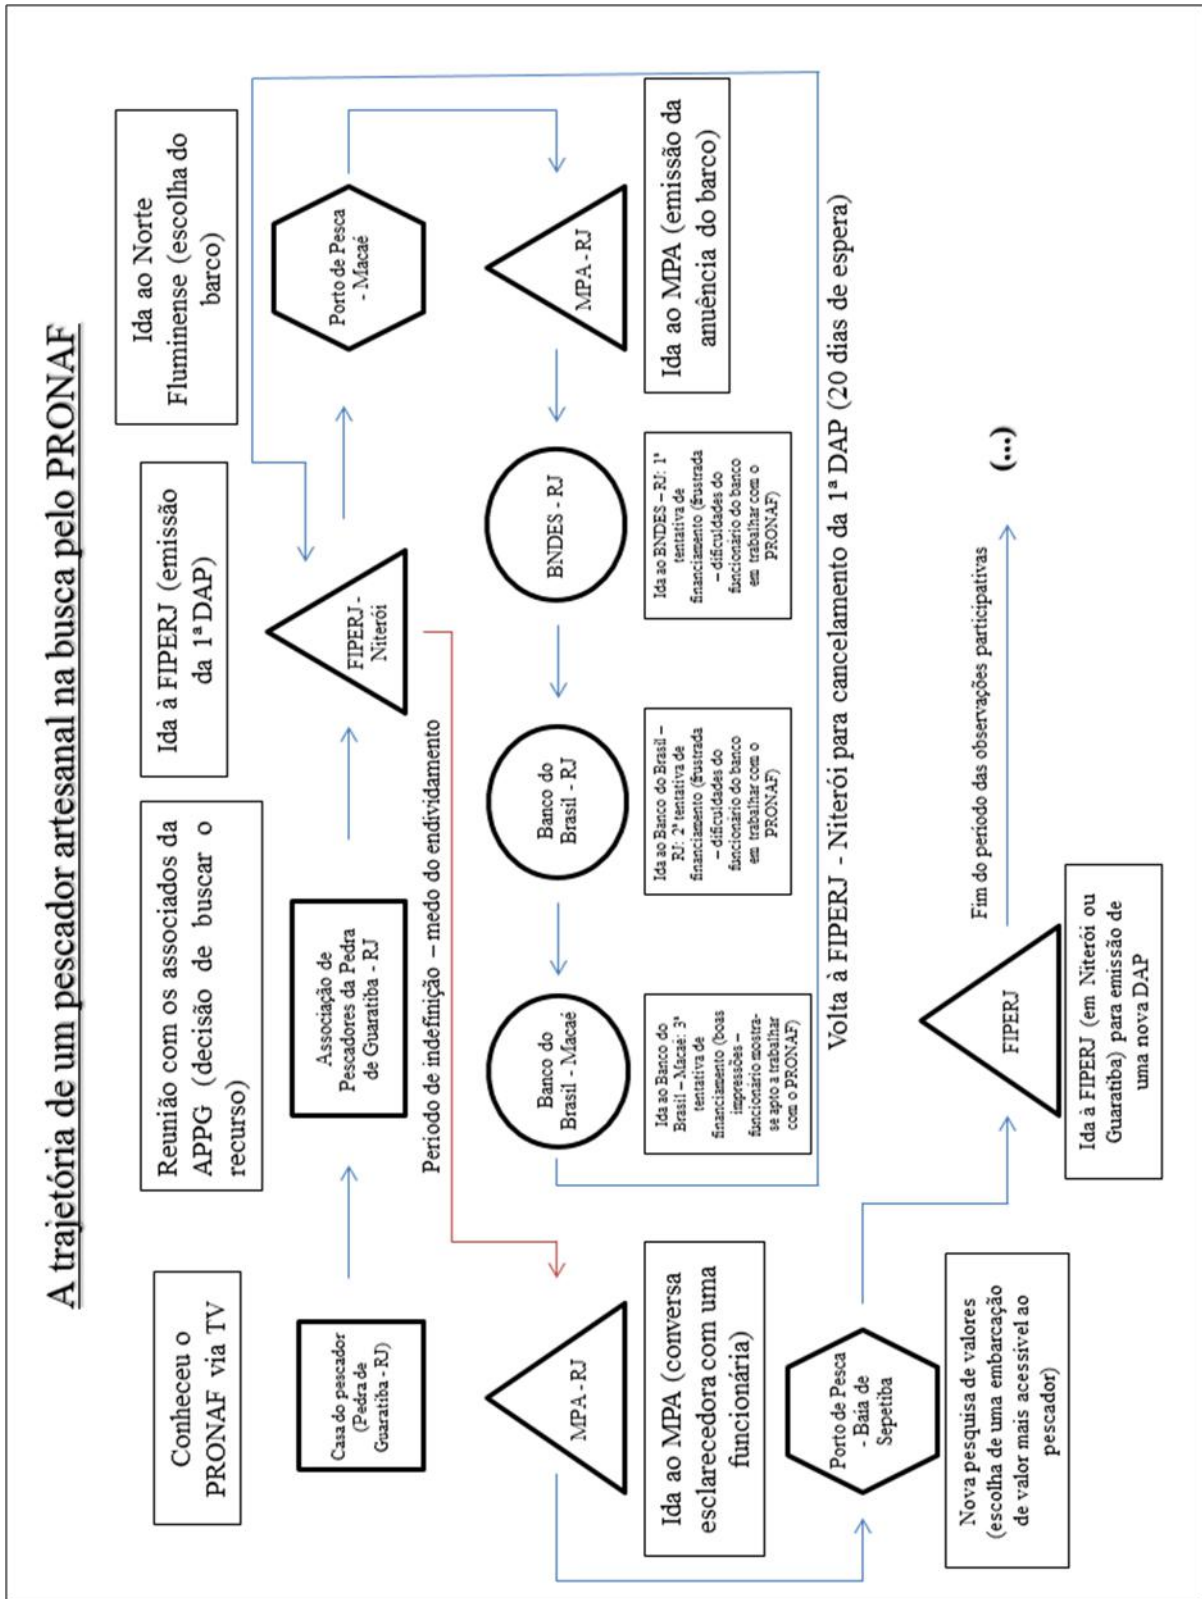 A trajetória de um pescador artesanal na busca pelo PRONAF
Conheceu o
PRONAF via TV
Reunião com os associados da
APPG (decisão de buscar o
recurso)
Ida à FIPERJ (emissão
da 1ª DAP)
Ida ao Norte
Fluminense (escolha do
barco)
Casa do pescador
(Pedra de
Guaratiba - RJ)
Associação de
Pescadores da Pedra
de Guaratiba - RJ
FIPERJ -
Niterói
Porto de Pesca
- Macaé
Período de indefinição – medo do endividamento
MPA - RJ
Banco do
Brasil - Macaé
Banco do
Brasil - RJ
BNDES - RJ
MPA - RJ
Ida ao MPA (conversa
esclarecedora com uma
funcionária)
Ida ao Banco do
Brasil – Macaé: 3ª
tentativa de
financiamento (boas
impressões –
funcionário mostra-
se apto a trabalhar
com o PRONAF)
Ida ao Banco do Brasil –
RJ: 2ª tentativa de
financiamento (frustrada
– dificuldades do
funcionário do banco
em trabalhar com o
PRONAF)
Ida ao BNDES – RJ: 1ª
tentativa de
financiamento (frustrada
– dificuldades do
funcionário do banco
em trabalhar com o
PRONAF)
Ida ao MPA (emissão da
anuência do barco)
Volta à FIPERJ - Niterói para cancelamento da 1ª DAP (20 dias de espera)
Porto de Pesca
- Baía de
Sepetiba
Nova pesquisa de valores
(escolha de uma embarcação
de valor mais acessível ao
pescador)
FIPERJ
Ida à FIPERJ (em Niterói ou
Guaratiba) para emissão de
uma nova DAP
Fim do período das observações participativas
(...)